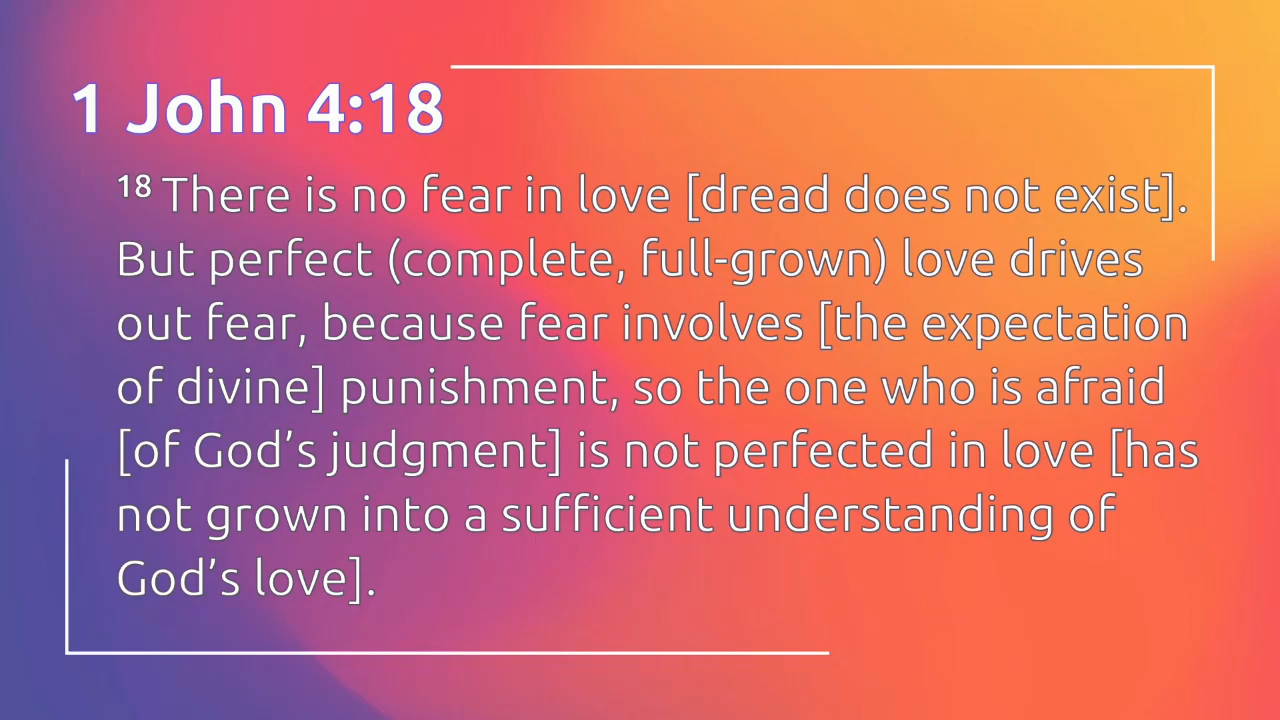 1 John 4:18
¹⁸ There is no fear in love [dread does not exist].
But perfect (complete, full-grown) love drives
out fear, because fear involves [the expectation
of divine] punishment, so the one who is afraid
[of God’s judgment] is not perfected in love [has
not grown into a sufficient understanding of
God’s love].